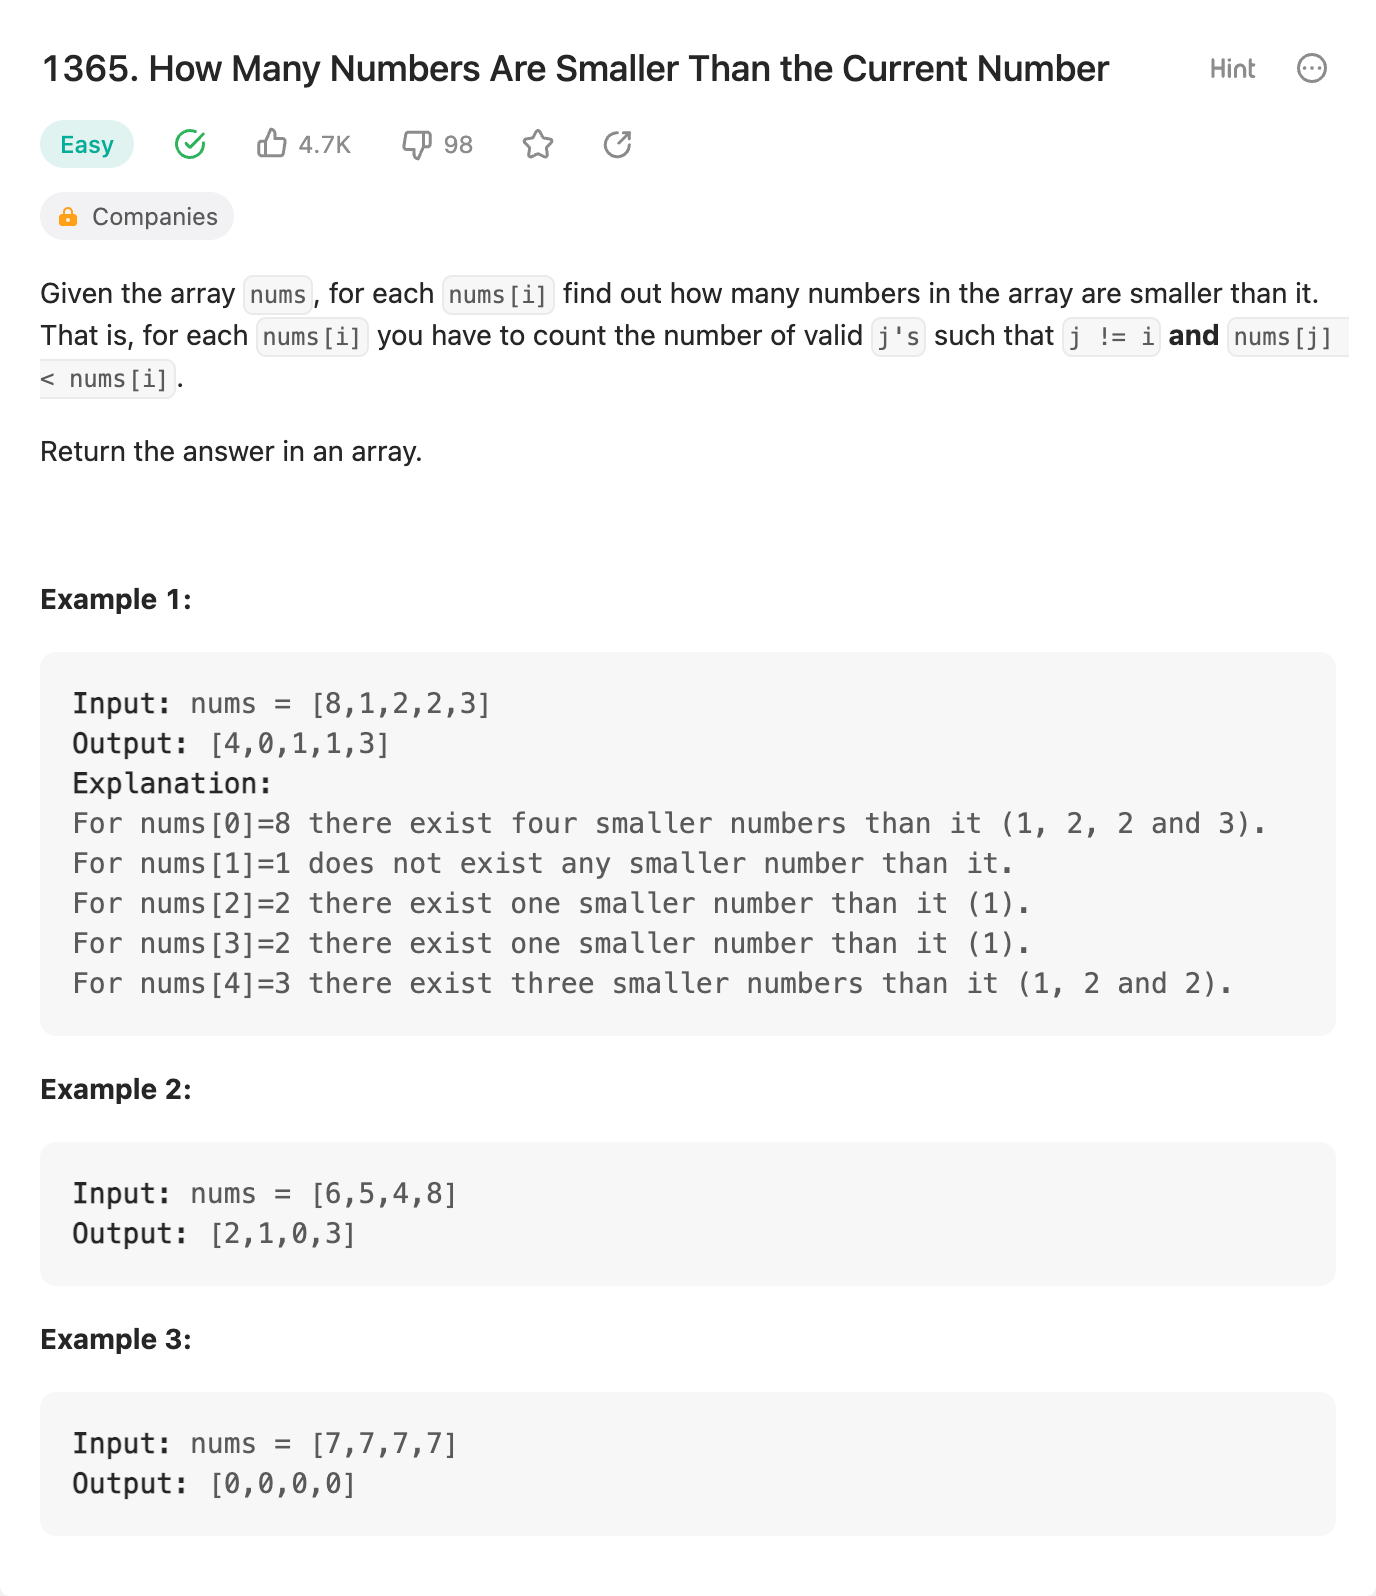 1365. How Many Numbers Are Smaller Than the Current Number Hint
Easy 4.7K 98
Companies
Given the array nums, for each nums[i] find out how many numbers in the array are smaller than it.
That is, for each nums[i] you have to count the number of valid j's such that j != i and nums[j]
< nums[i].
Return the answer in an array.
Example 1:
Input: nums = [8,1,2,2,3]
Output: [4,0,1,1,3]
Explanation:
For nums[0]=8 there exist four smaller numbers than it (1, 2, 2 and 3).
For nums[1]=1 does not exist any smaller number than it.
For nums[2]=2 there exist one smaller number than it (1).
For nums[3]=2 there exist one smaller number than it (1).
For nums[4]=3 there exist three smaller numbers than it (1, 2 and 2).
Example 2:
Input: nums = [6,5,4,8]
Output: [2,1,0,3]
Example 3:
Input: nums = [7,7,7,7]
Output: [0,0,0,0]